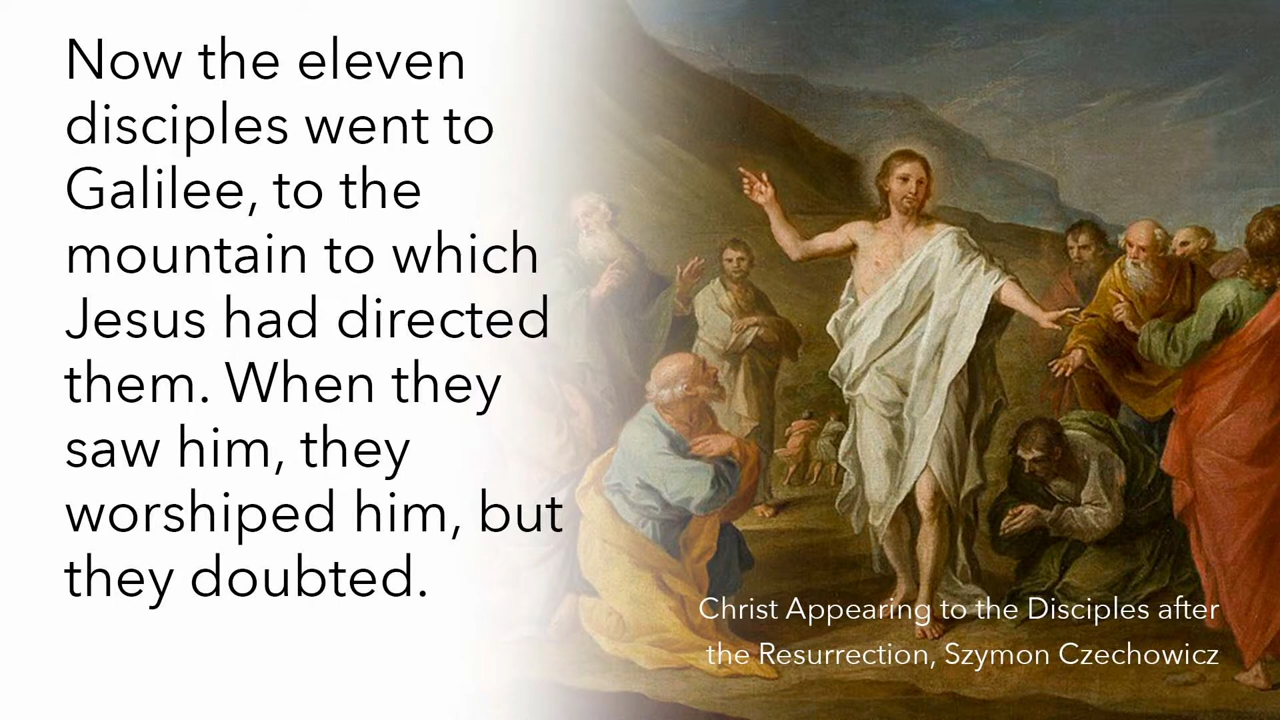 Now the eleven
disciples went to
Galilee, to the
mountain to which
Jesus had directed
them. When they
saw him, they
worshiped him, but
they doubted.
Christ Appearing to the Disciples after
the Resurrection, Szymon Czechowicz